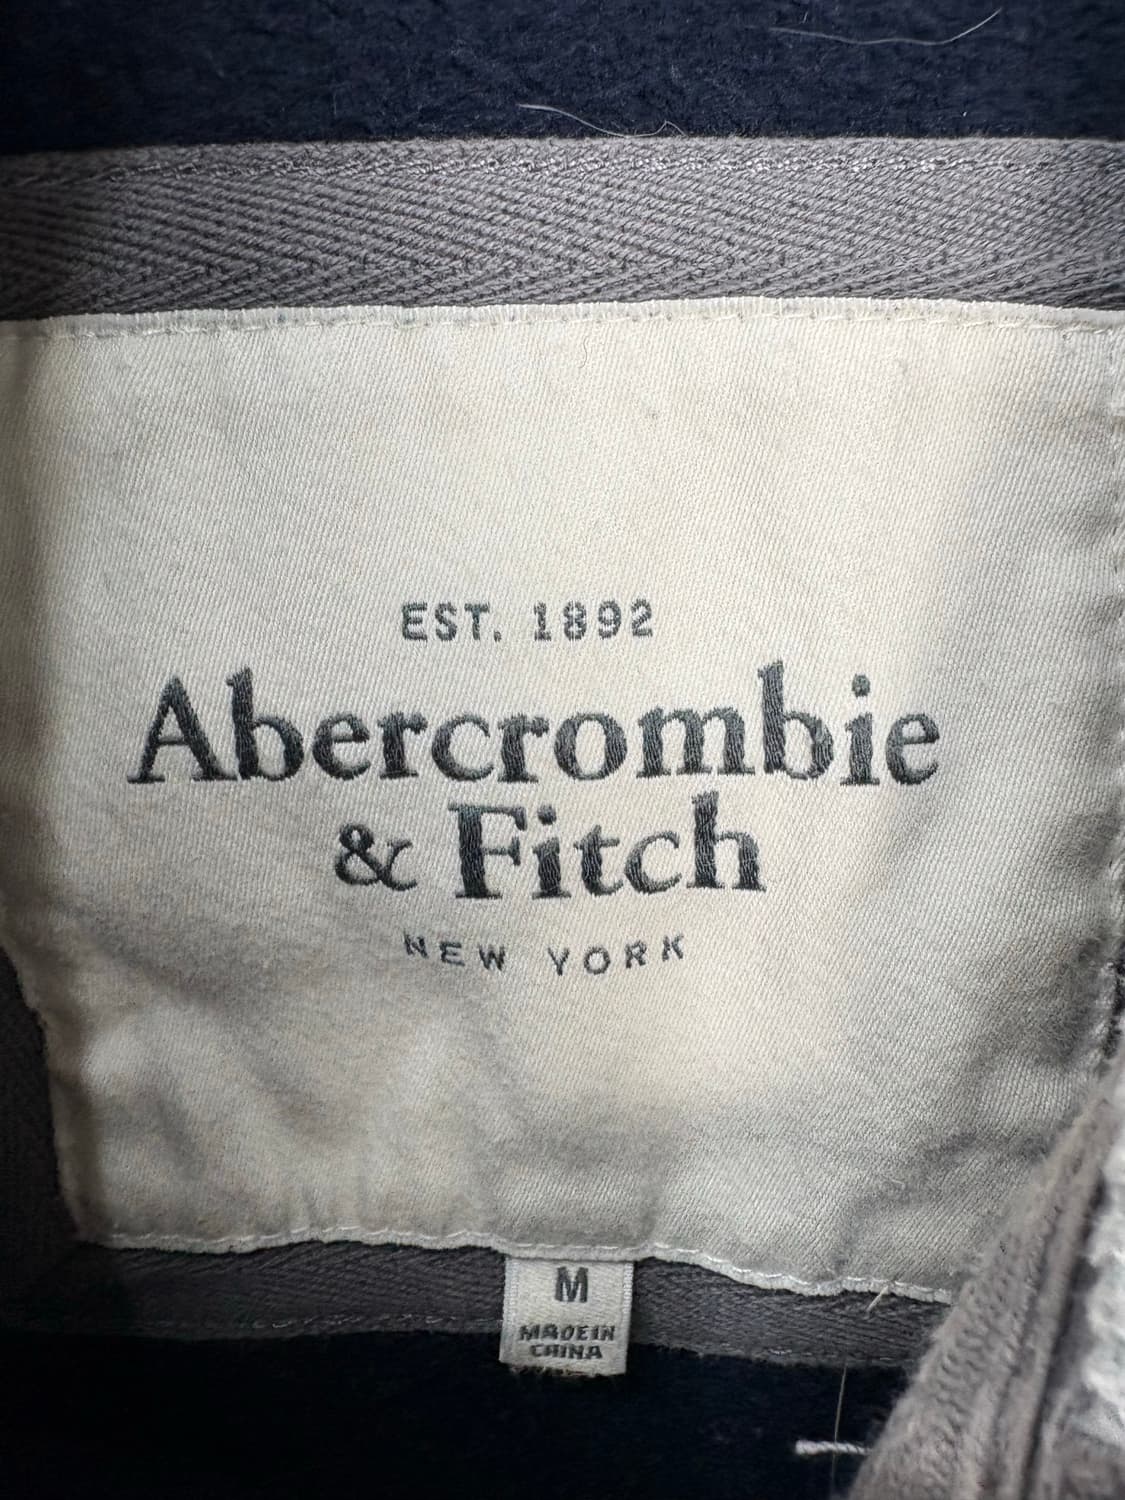 EST. 1892
Abercrombie
& Fitch
NEW YORK
M
MADE IN
CHINA